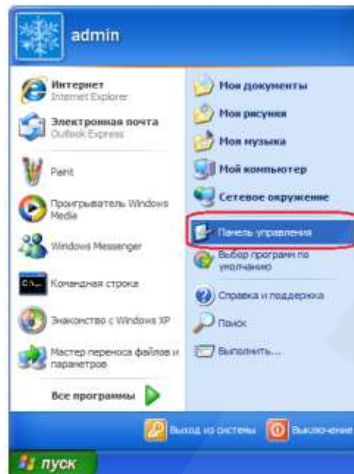 admin
Интернет
Internet Explorer
Электронная почта
Outlook Express
Paint
Проигрыватель Windows
Media
Windows Messenger
Командная строка
Знакомство с Windows XP
Мастер переноса файлов и
параметров
Все программы
Мои документы
Мои рисунки
Моя музыка
Мой компьютер
Сетевое окружение
Панель управления
Выбор программ по
умолчанию
Справка и поддержка
Поиск
Выполнить...
Выход из системы
Выключение
пуск